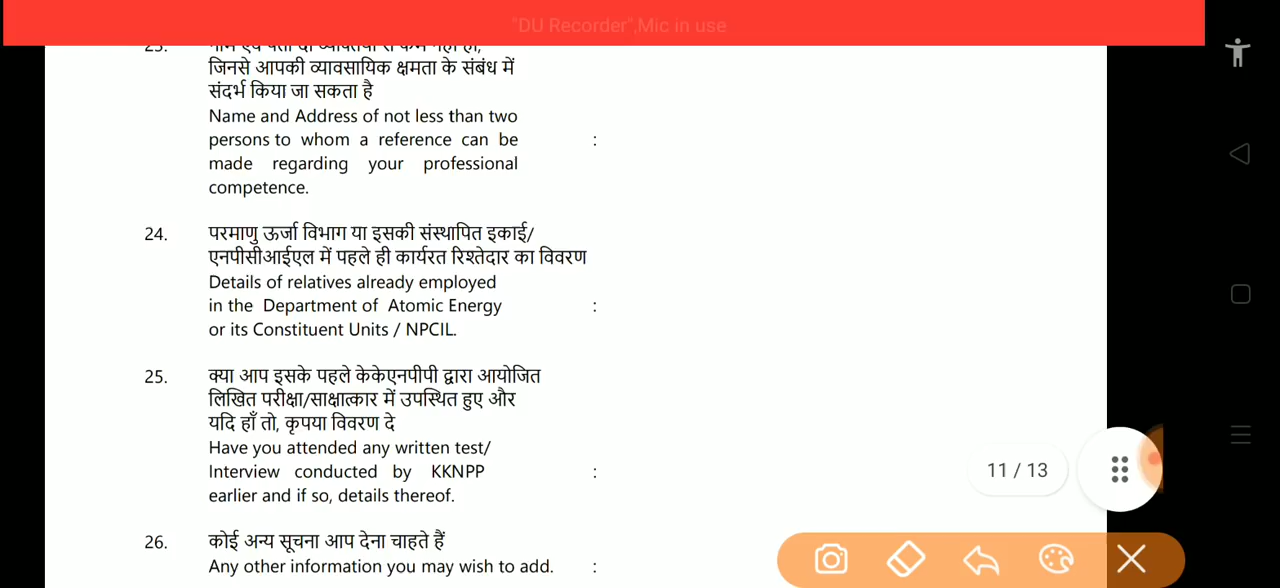 "DU Recorder",Mic in use
23.
जिनसे आपकी व्यावसायिक क्षमता के संबंध में
संदर्भ किया जा सकता है
Name and Address of not less than two
persons to whom a reference can be :
made regarding your professional
competence.
24. परमाणु ऊर्जा विभाग या इसकी संस्थापित इकाई/
एनपीसीआईएल में पहले ही कार्यरत रिश्तेदार का विवरण
Details of relatives already employed
in the Department of Atomic Energy :
or its Constituent Units / NPCIL.
25. क्या आप इसके पहले केकेएनपीपी द्वारा आयोजित
लिखित परीक्षा/साक्षात्कार में उपस्थित हुए और
यदि हाँ तो, कृपया विवरण दे
Have you attended any written test/
Interview conducted by KKNPP :
earlier and if so, details thereof.
11 / 13
26. कोई अन्य सूचना आप देना चाहते हैं
Any other information you may wish to add. :